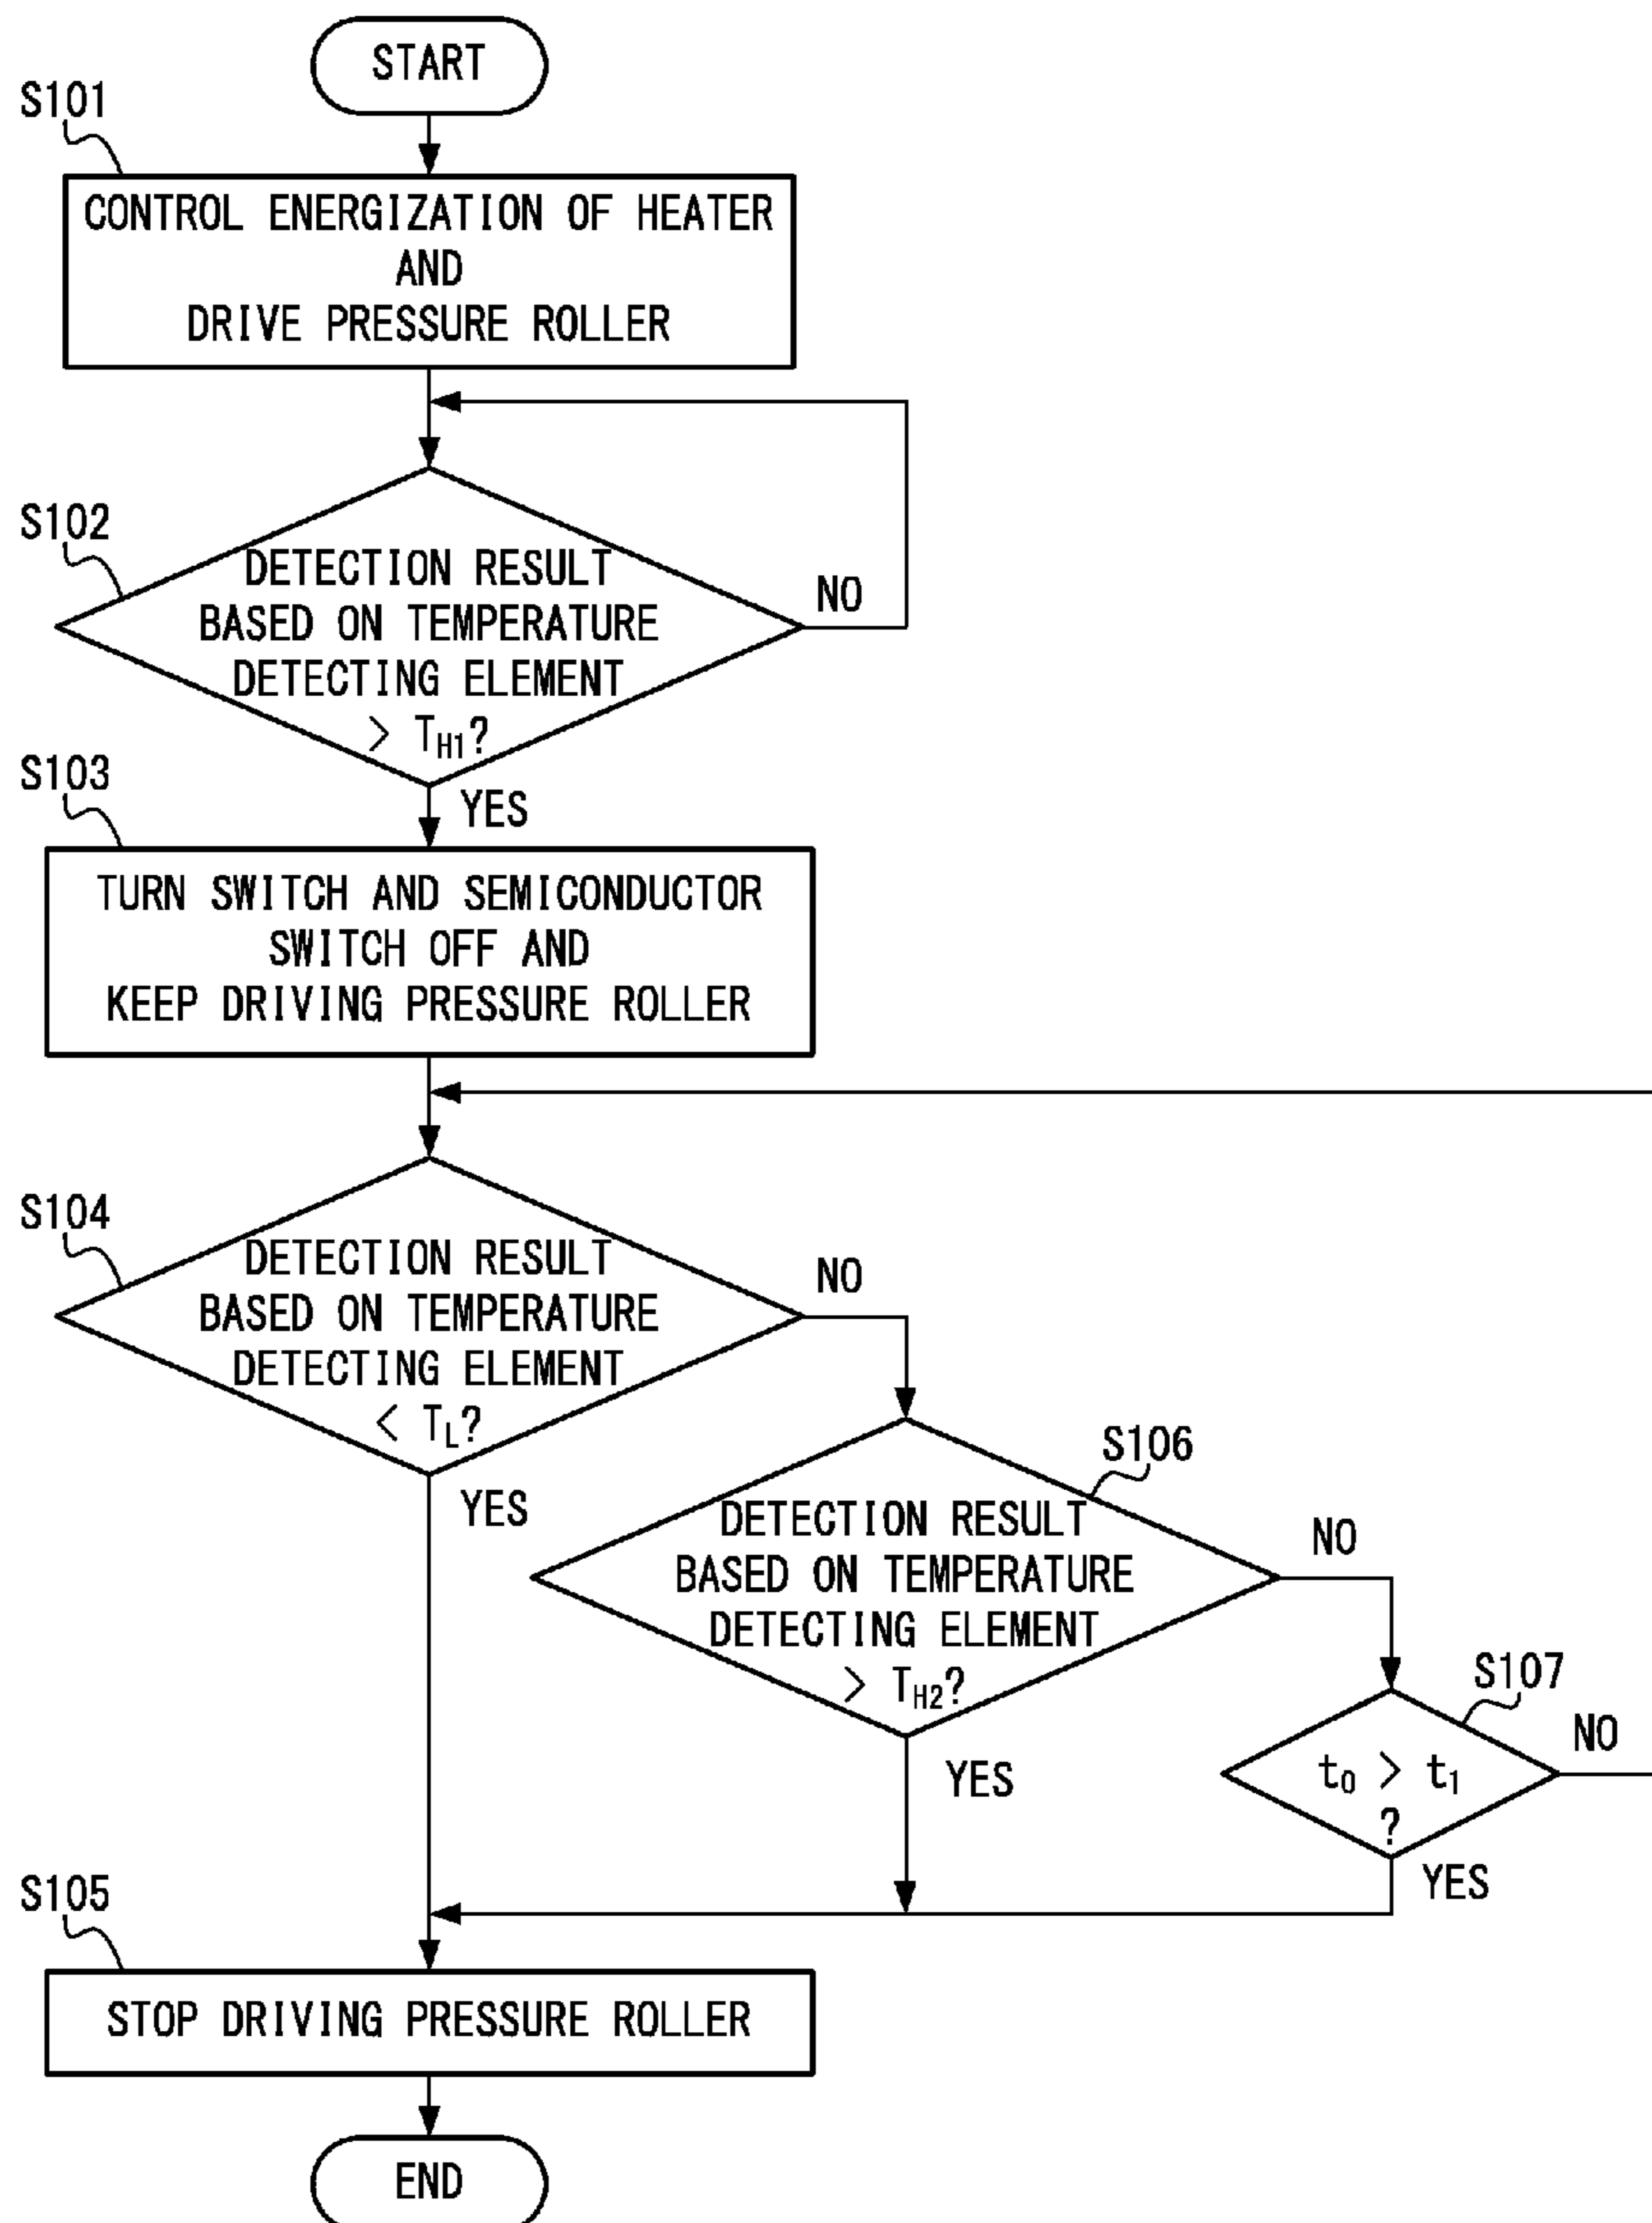 START
S101
CONTROL ENERGIZATION OF HEATER
AND
DRIVE PRESSURE ROLLER
S102
DETECTION RESULT
BASED ON TEMPERATURE
DETECTING ELEMENT
> TH1?
NO
YES
S103
TURN SWITCH AND SEMICONDUCTOR
SWITCH OFF AND
KEEP DRIVING PRESSURE ROLLER
S104
DETECTION RESULT
BASED ON TEMPERATURE
DETECTING ELEMENT
< TL?
NO
YES
S106
DETECTION RESULT
BASED ON TEMPERATURE
DETECTING ELEMENT
> TH2?
NO
YES
S107
t0 > t1
?
NO
YES
S105
STOP DRIVING PRESSURE ROLLER
END